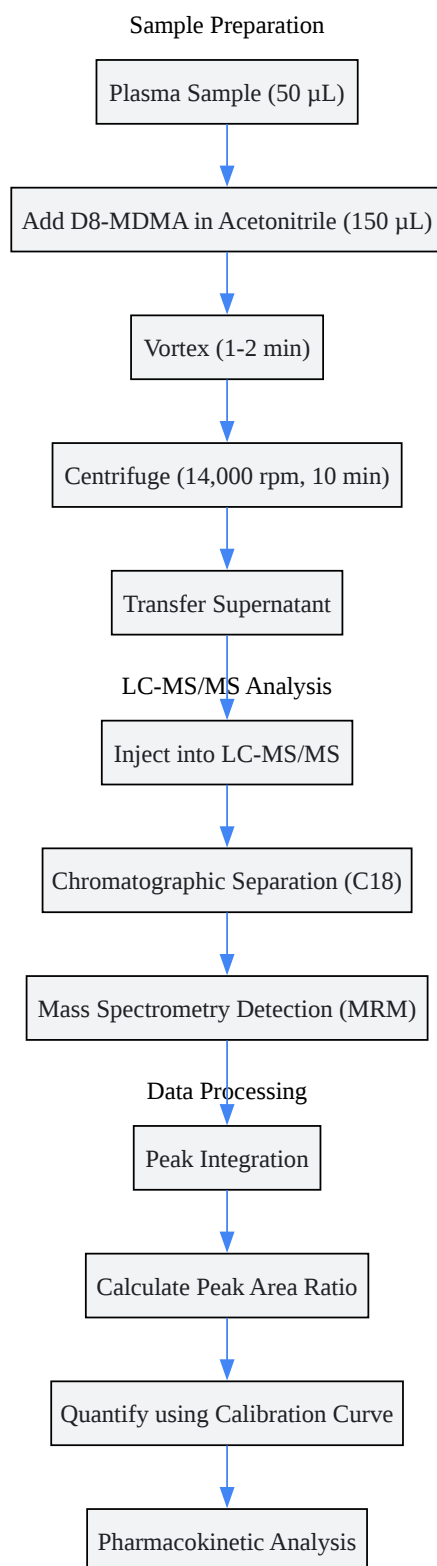 Sample Preparation
Plasma Sample (50 µL)
Add D8-MDMA in Acetonitrile (150 µL)
Vortex (1-2 min)
Centrifuge (14,000 rpm, 10 min)
Transfer Supernatant
LC-MS/MS Analysis
Inject into LC-MS/MS
Chromatographic Separation (C18)
Mass Spectrometry Detection (MRM)
Data Processing
Peak Integration
Calculate Peak Area Ratio
Quantify using Calibration Curve
Pharmacokinetic Analysis